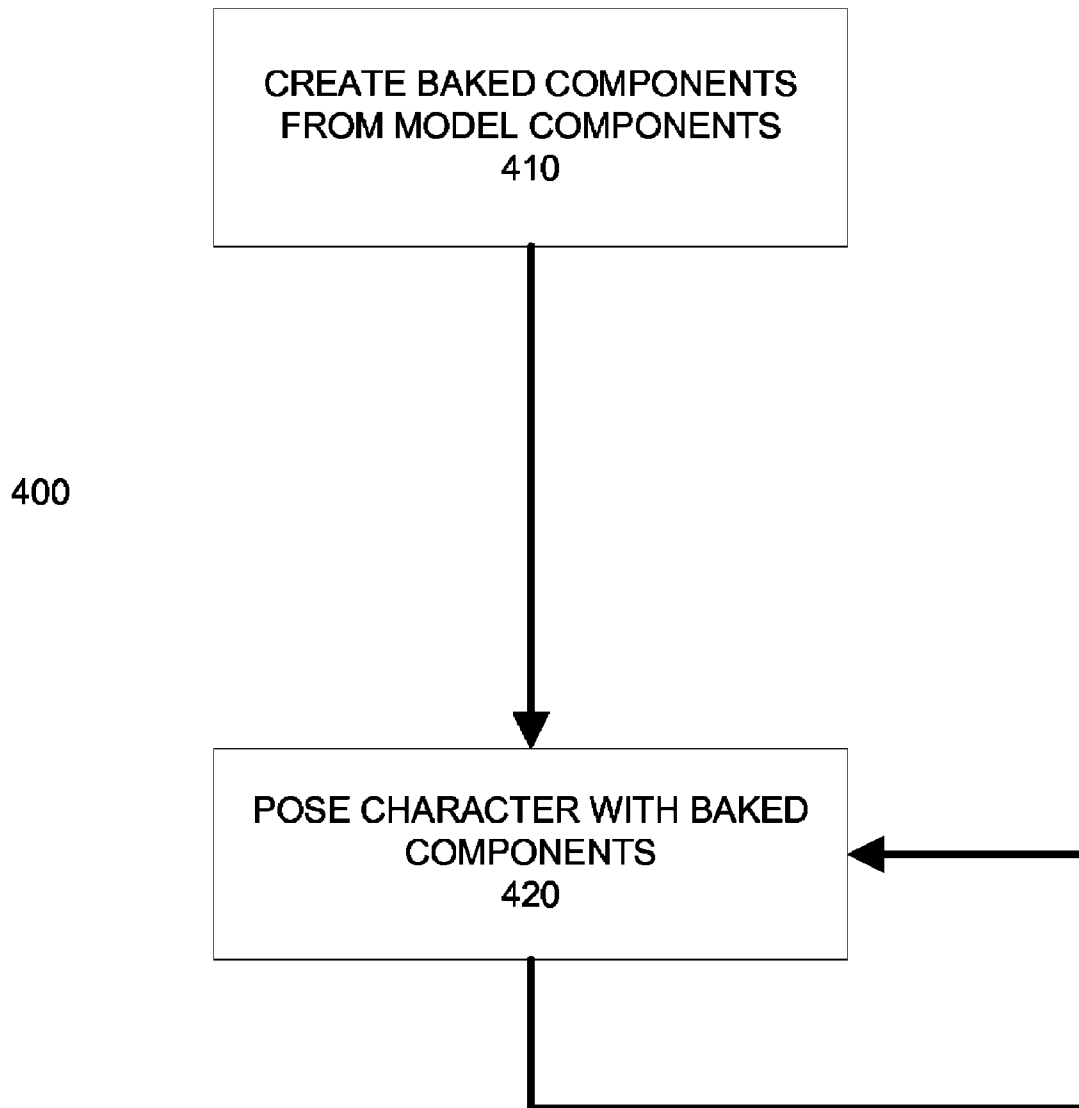 CREATE BAKED COMPONENTS
FROM MODEL COMPONENTS
410
400
POSE CHARACTER WITH BAKED
COMPONENTS
420